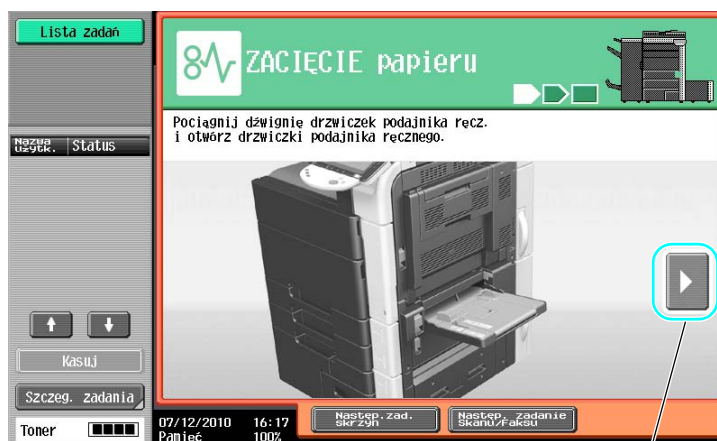 Lista zadań
ZACIĘCIE papieru
Pociągnij dźwignię drzwiczek podajnika ręcz.
i otwórz drzwiczki podajnika ręcznego.
Nazwa użytk.
Status
Kasuj
Szczeg. zadania
Toner
07/12/2010 16:17
Pamięć 100%
Następ.zad.
skrzyń
Następ. zadanie
Skanu/Faksu